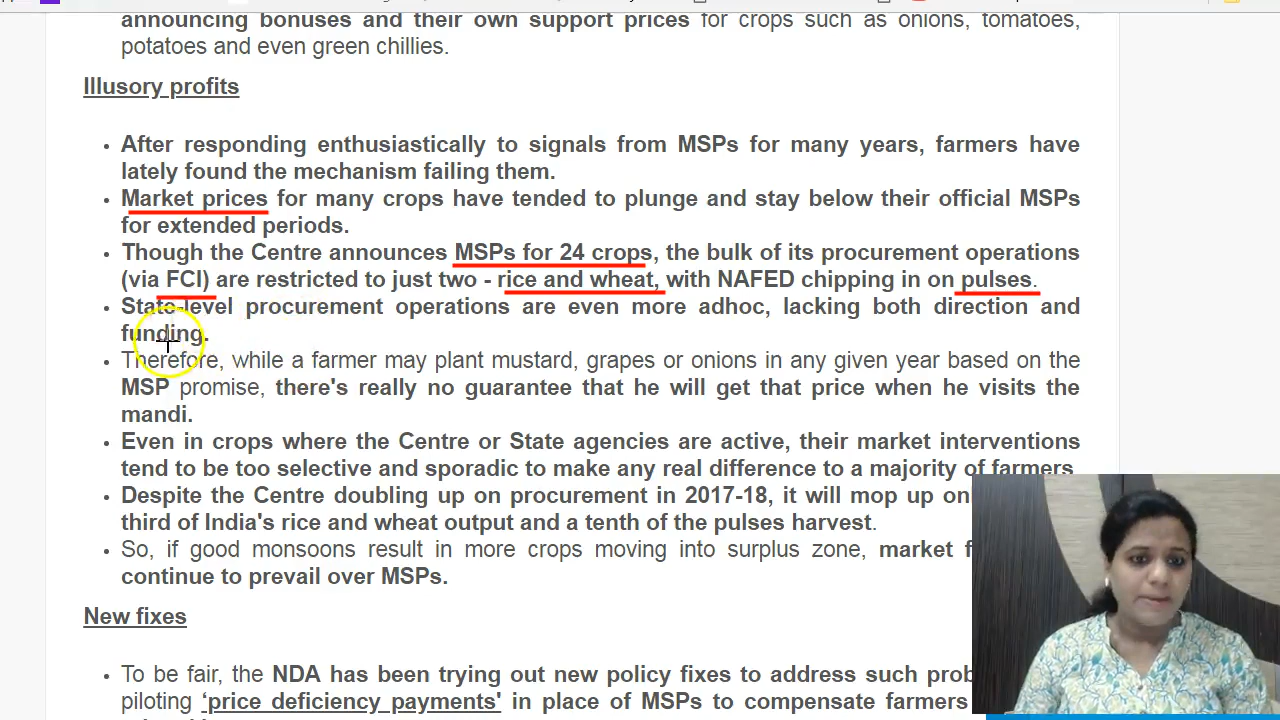 announcing bonuses and their own support prices for crops such as onions, tomatoes,
potatoes and even green chillies.
Illusory profits
After responding enthusiastically to signals from MSPs for many years, farmers have
lately found the mechanism failing them.
Market prices for many crops have tended to plunge and stay below their official MSPs
for extended periods.
Though the Centre announces MSPs for 24 crops, the bulk of its procurement operations
(via FCI) are restricted to just two - rice and wheat, with NAFED chipping in on pulses.
State-level procurement operations are even more adhoc, lacking both direction and
funding.
Therefore, while a farmer may plant mustard, grapes or onions in any given year based on the
MSP promise, there's really no guarantee that he will get that price when he visits the
mandi.
Even in crops where the Centre or State agencies are active, their market interventions
tend to be too selective and sporadic to make any real difference to a majority of farmers
Despite the Centre doubling up on procurement in 2017-18, it will mop up
third of India's rice and wheat output and a tenth of the pulses harvest.
So, if good monsoons result in more crops moving into surplus zone, market
continue to prevail over MSPs.
New fixes
To be fair, the NDA has been trying out new policy fixes to address such
piloting ‘price deficiency payments' in place of MSPs to compensate farmers